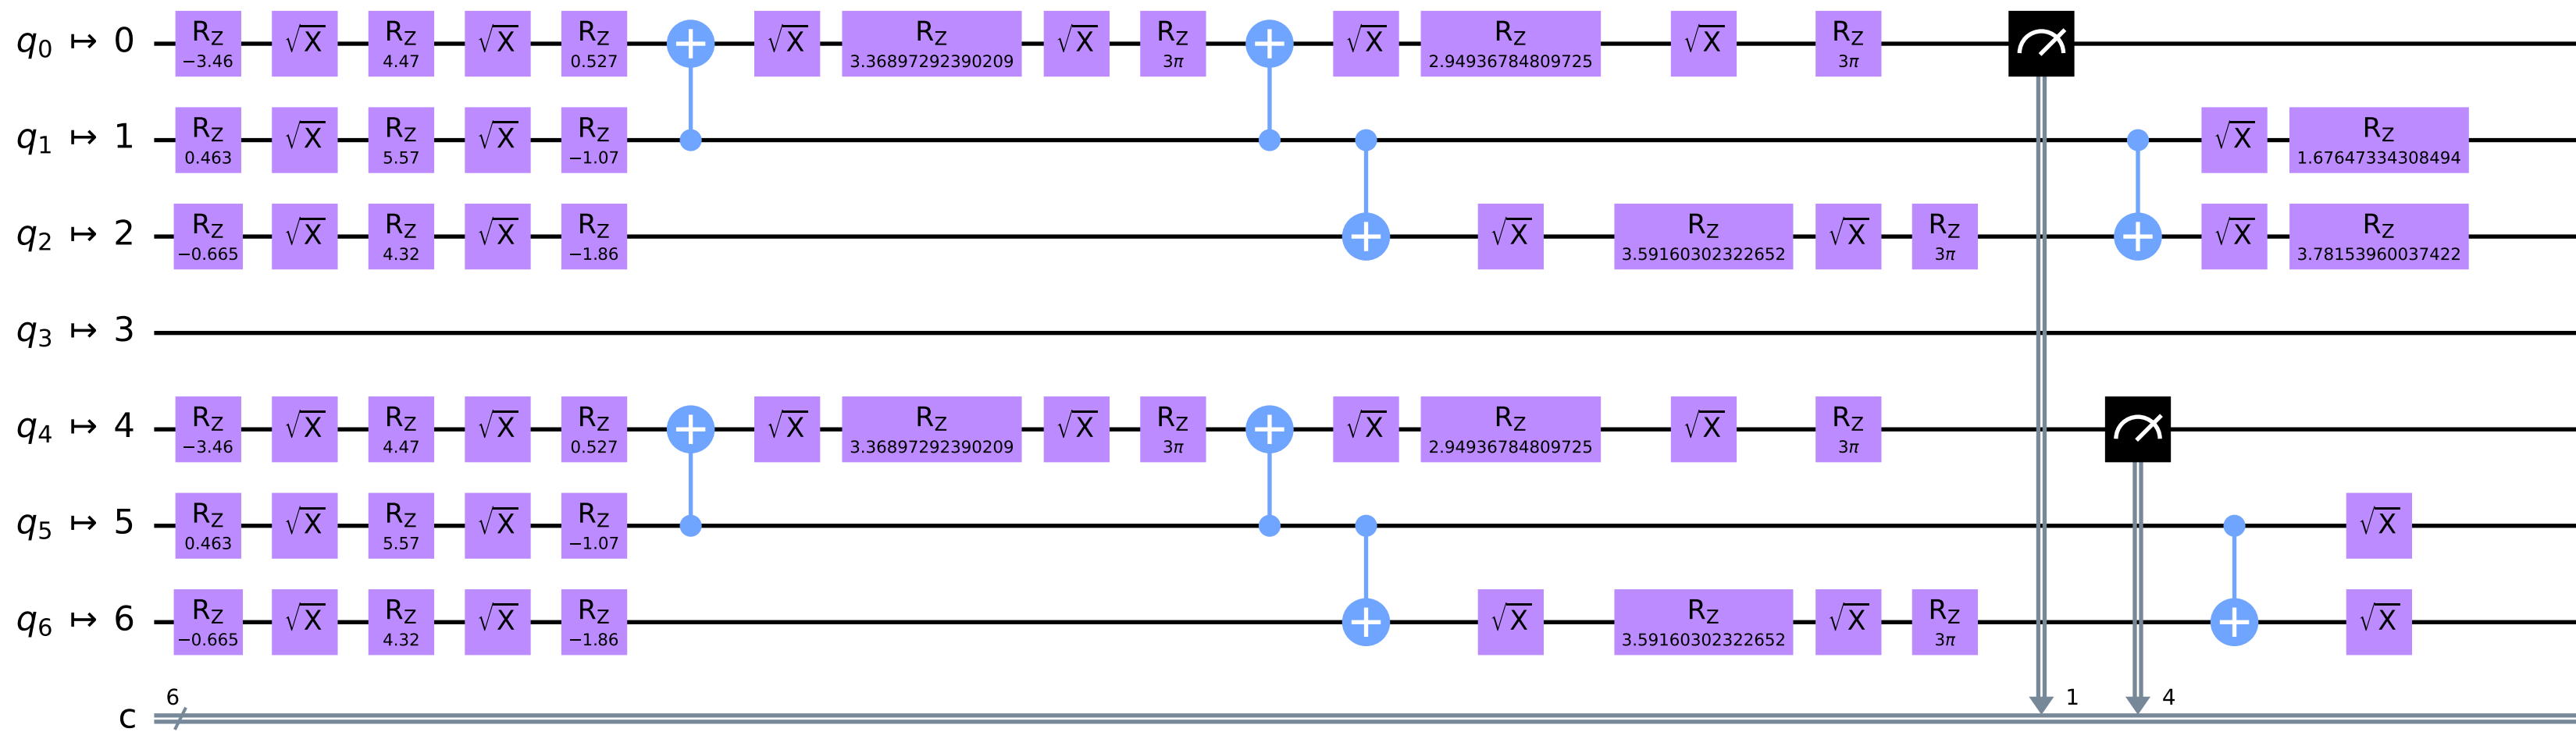 q0 ↦ 0 RZ −3.46 √X RZ 4.47 √X RZ 0.527 √X RZ 3.36897292390209 √X RZ 3π √X RZ 2.94936784809725 √X RZ 3π
q1 ↦ 1 RZ 0.463 √X RZ 5.57 √X RZ −1.07 √X RZ 1.67647334308494
q2 ↦ 2 RZ −0.665 √X RZ 4.32 √X RZ −1.86 √X RZ 3.59160302322652 √X RZ 3π √X RZ 3.78153960037422
q3 ↦ 3
q4 ↦ 4 RZ −3.46 √X RZ 4.47 √X RZ 0.527 √X RZ 3.36897292390209 √X RZ 3π √X RZ 2.94936784809725 √X RZ 3π
q5 ↦ 5 RZ 0.463 √X RZ 5.57 √X RZ −1.07 √X
q6 ↦ 6 RZ −0.665 √X RZ 4.32 √X RZ −1.86 √X RZ 3.59160302322652 √X RZ 3π √X
c 6 1 4